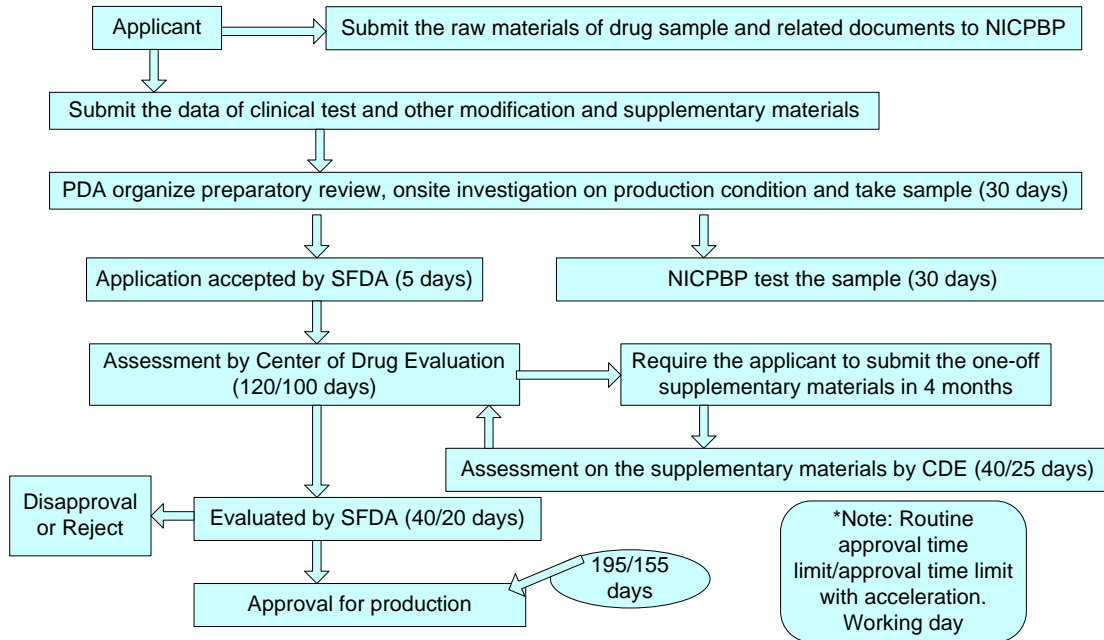 Applicant
Submit the raw materials of drug sample and related documents to NICPBP
Submit the data of clinical test and other modification and supplementary materials
PDA organize preparatory review, onsite investigation on production condition and take sample (30 days)
Application accepted by SFDA (5 days)
NICPBP test the sample (30 days)
Assessment by Center of Drug Evaluation
(120/100 days)
Require the applicant to submit the one-off
supplementary materials in 4 months
Assessment on the supplementary materials by CDE (40/25 days)
Disapproval
or Reject
Evaluated by SFDA (40/20 days)
195/155
days
Approval for production
*Note: Routine
approval time
limit/approval time limit
with acceleration.
Working day